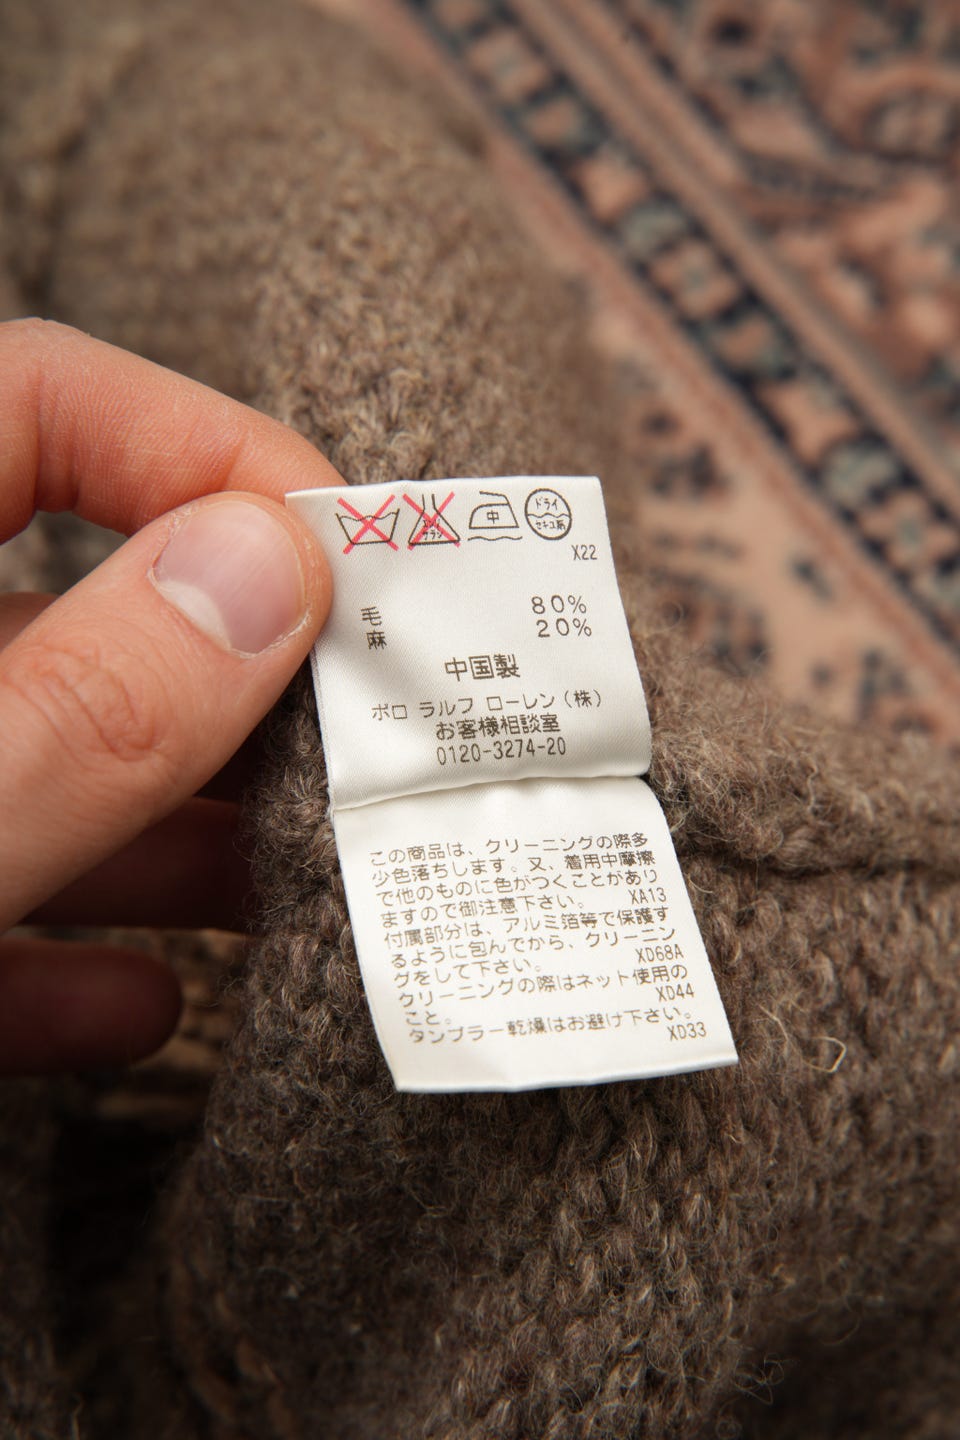 中
ドライ
セキユ系
X22
毛 80%
麻 20%
中国製
ポロ ラルフ ローレン(株)
お客様相談室
0120-3274-20
この商品は、クリーニングの際多
少色落ちします。又、着用中摩擦
で他のものに色がつくことがあり
ますので御注意下さい。 XA13
付属部分は、アルミ箔等で保護す
るように包んでから、クリーニン
グをして下さい。 XD68A
クリーニングの際はネット使用の
こと。 XD44
タンブラー乾燥はお避け下さい。
XD33